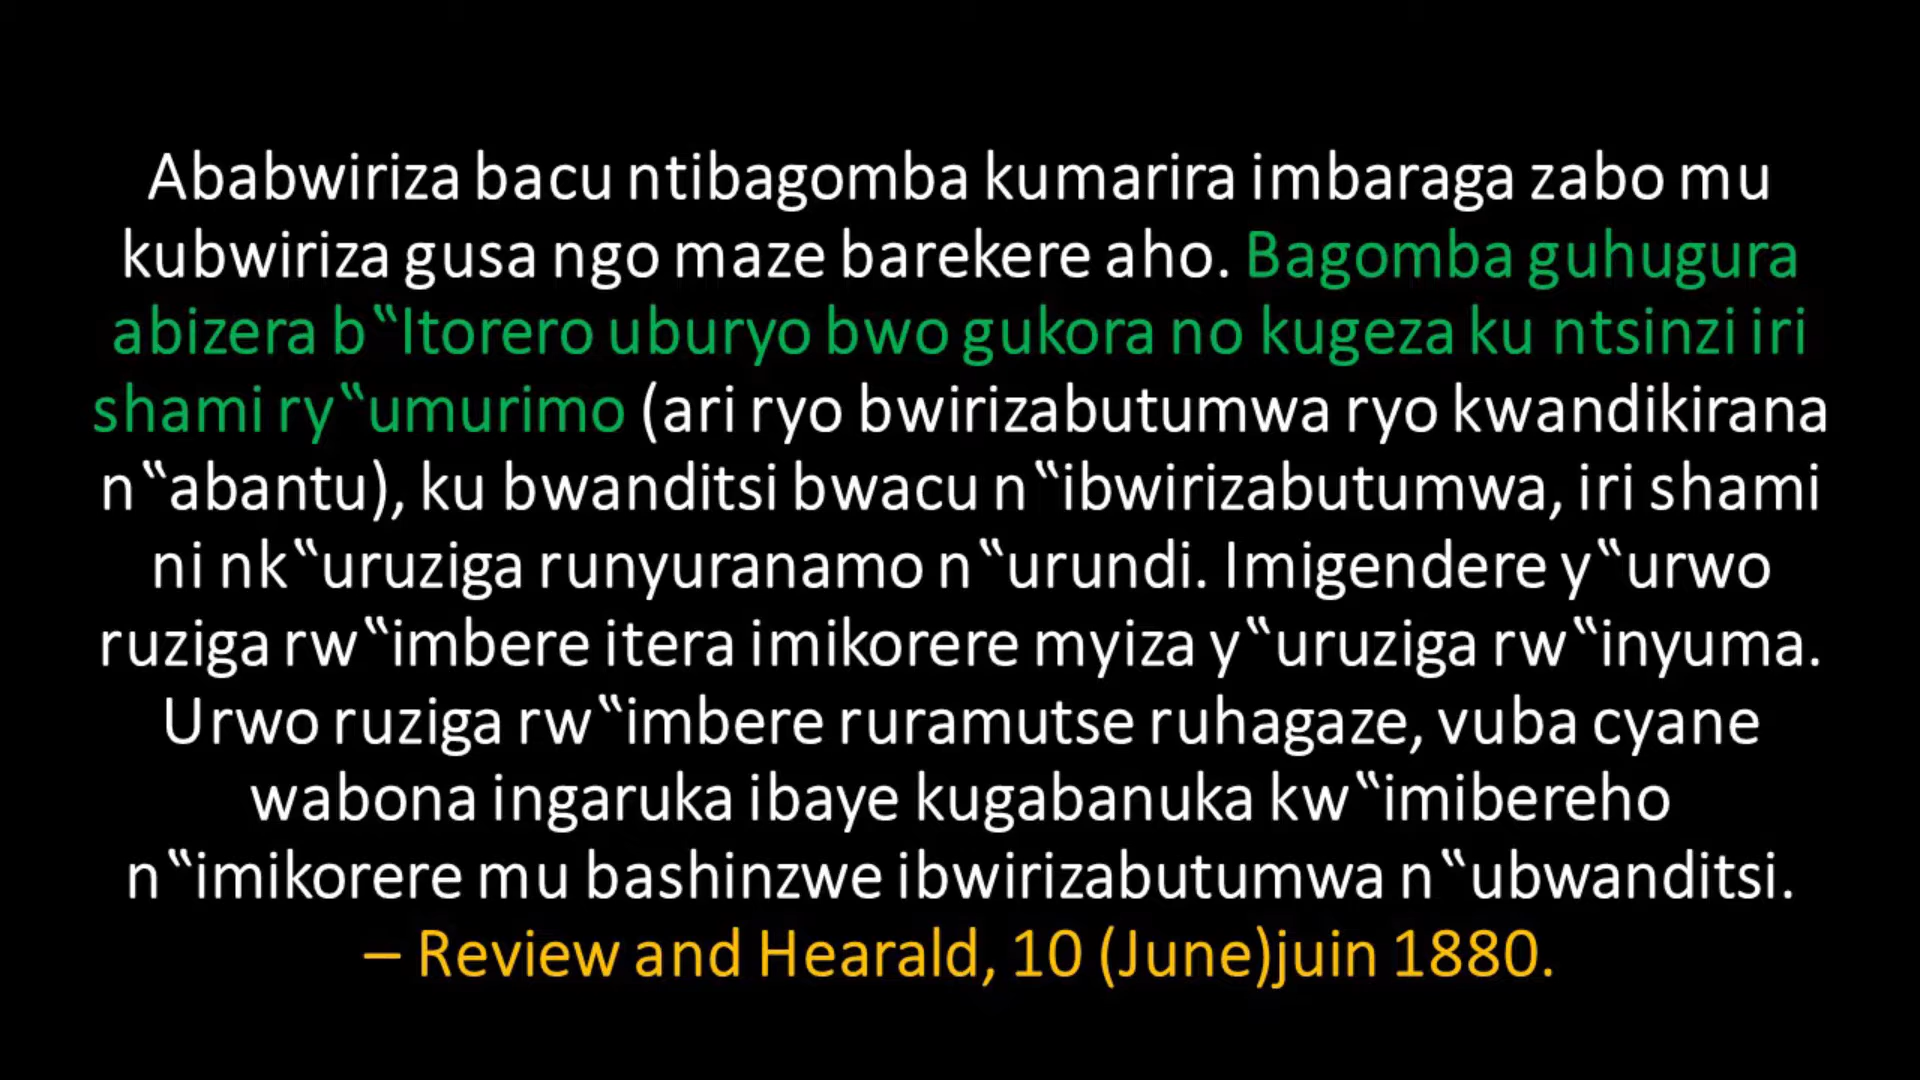 Ababwiriza bacu ntibagomba kumarira imbaraga zabo mu
kubwiriza gusa ngo maze barekere aho. Bagomba guhugura
abizera b‟Itorero uburyo bwo gukora no kugeza ku ntsinzi iri
shami ry‟umurimo (ari ryo bwirizabutumwa ryo kwandikirana
n‟abantu), ku bwanditsi bwacu n‟ibwirizabutumwa, iri shami
ni nk‟uruziga runyuranamo n‟urundi. Imigendere y‟urwo
ruziga rw‟imbere itera imikorere myiza y‟uruziga rw‟inyuma.
Urwo ruziga rw‟imbere ruramutse ruhagaze, vuba cyane
wabona ingaruka ibaye kugabanuka kw‟imibereho
n‟imikorere mu bashinzwe ibwirizabutumwa n‟ubwanditsi.
– Review and Hearald, 10 (June)juin 1880.